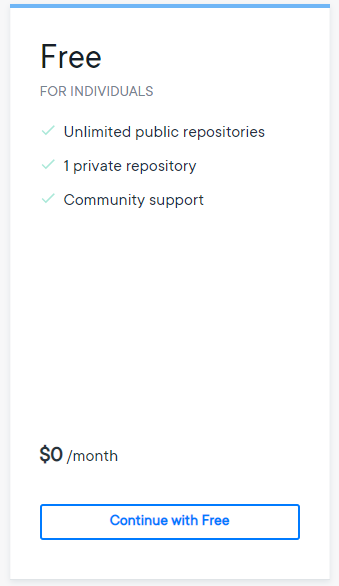 Free
FOR INDIVIDUALS
Unlimited public repositories
1 private repository
Community support
$0 /month
Continue with Free